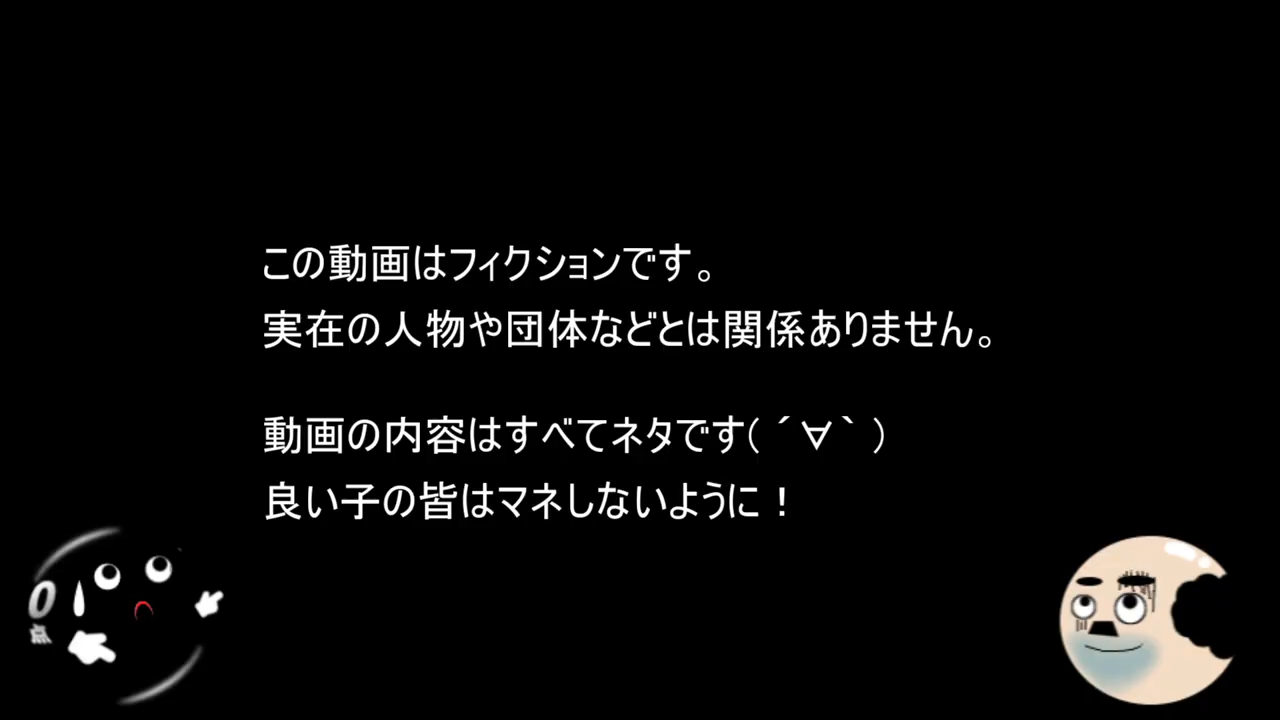 この動画はフィクションです。
実在の人物や団体などとは関係ありません。
動画の内容はすべてネタです( ´∀` )
良い子の皆はマネしないように！
0
点